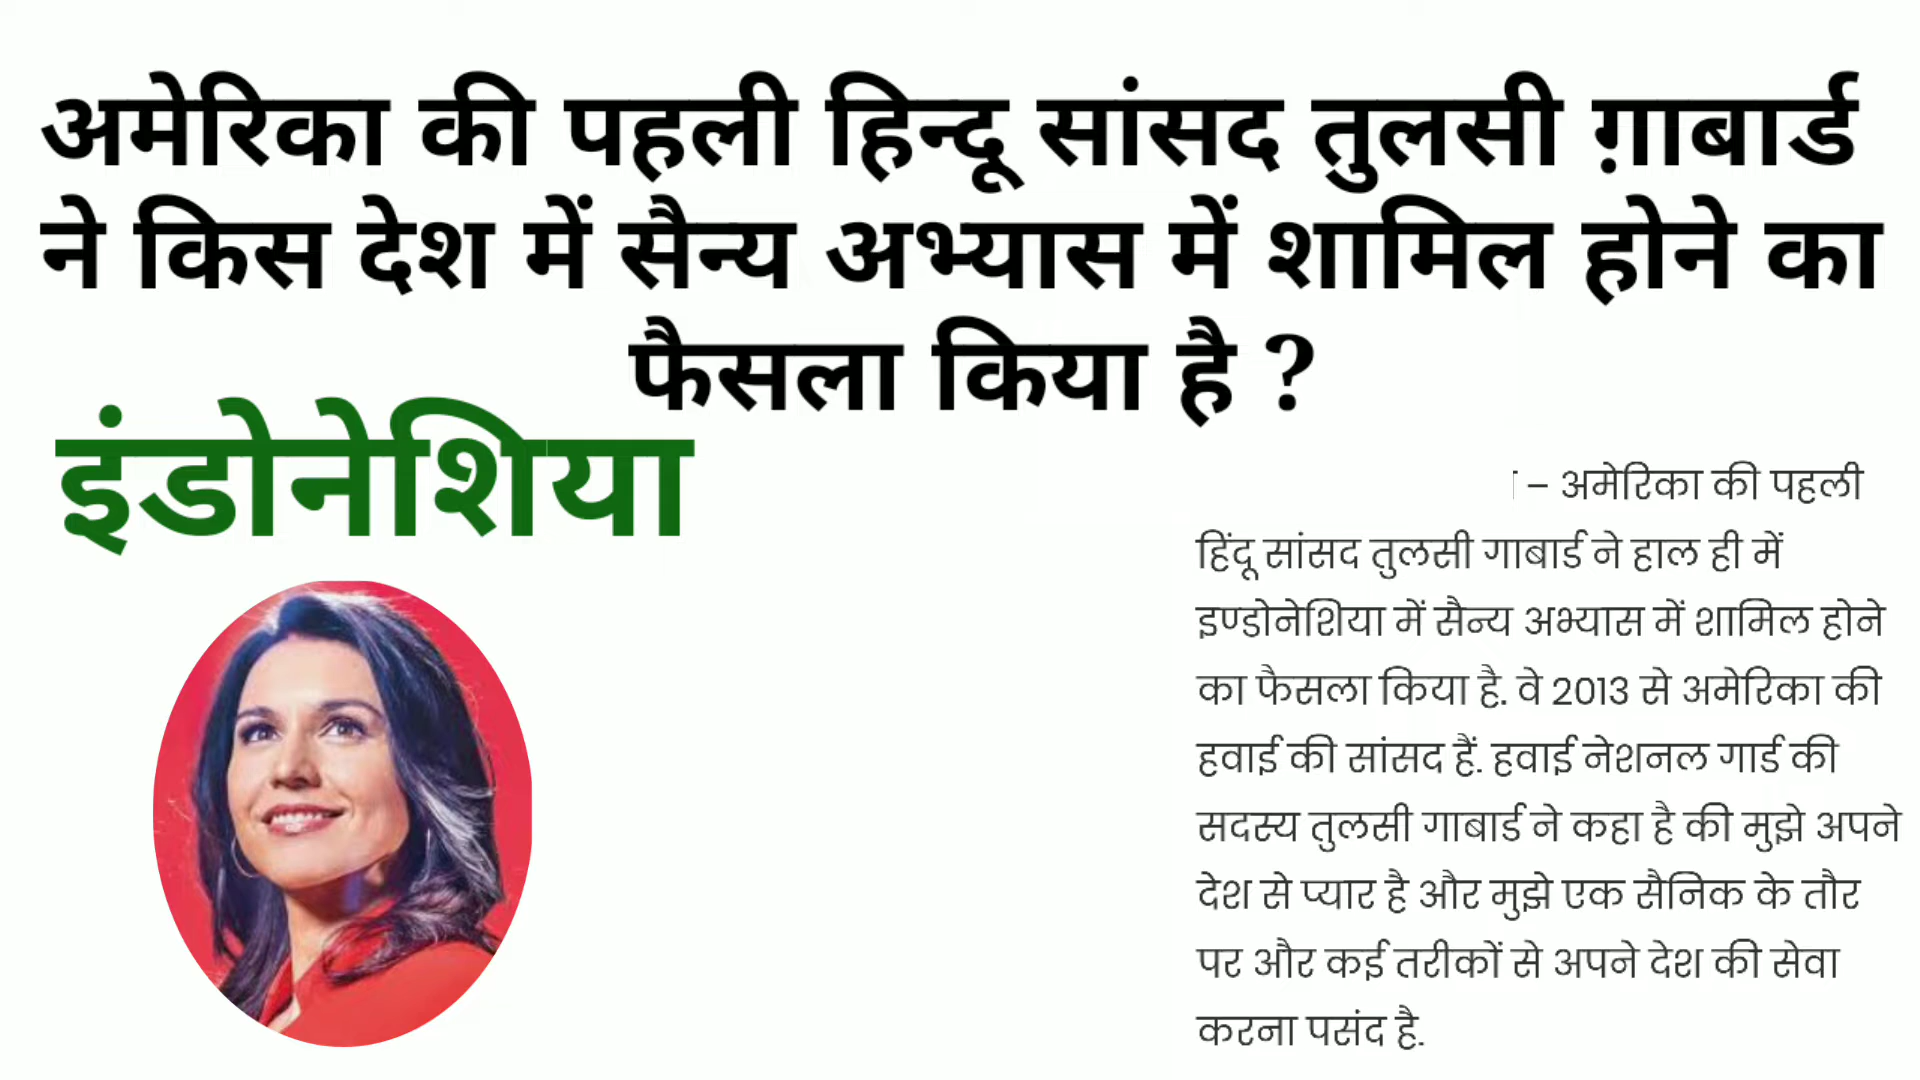 अमेरिका की पहली हिन्दू सांसद तुलसी ग़ाबार्ड
ने किस देश में सैन्य अभ्यास में शामिल होने का
फैसला किया है ?
इंडोनेशिया
– अमेरिका की पहली
हिंदू सांसद तुलसी गाबार्ड ने हाल ही में
इण्डोनेशिया में सैन्य अभ्यास में शामिल होने
का फैसला किया है. वे 2013 से अमेरिका की
हवाई की सांसद हैं. हवाई नेशनल गार्ड की
सदस्य तुलसी गाबार्ड ने कहा है की मुझे अपने
देश से प्यार है और मुझे एक सैनिक के तौर
पर और कई तरीकों से अपने देश की सेवा
करना पसंद है.